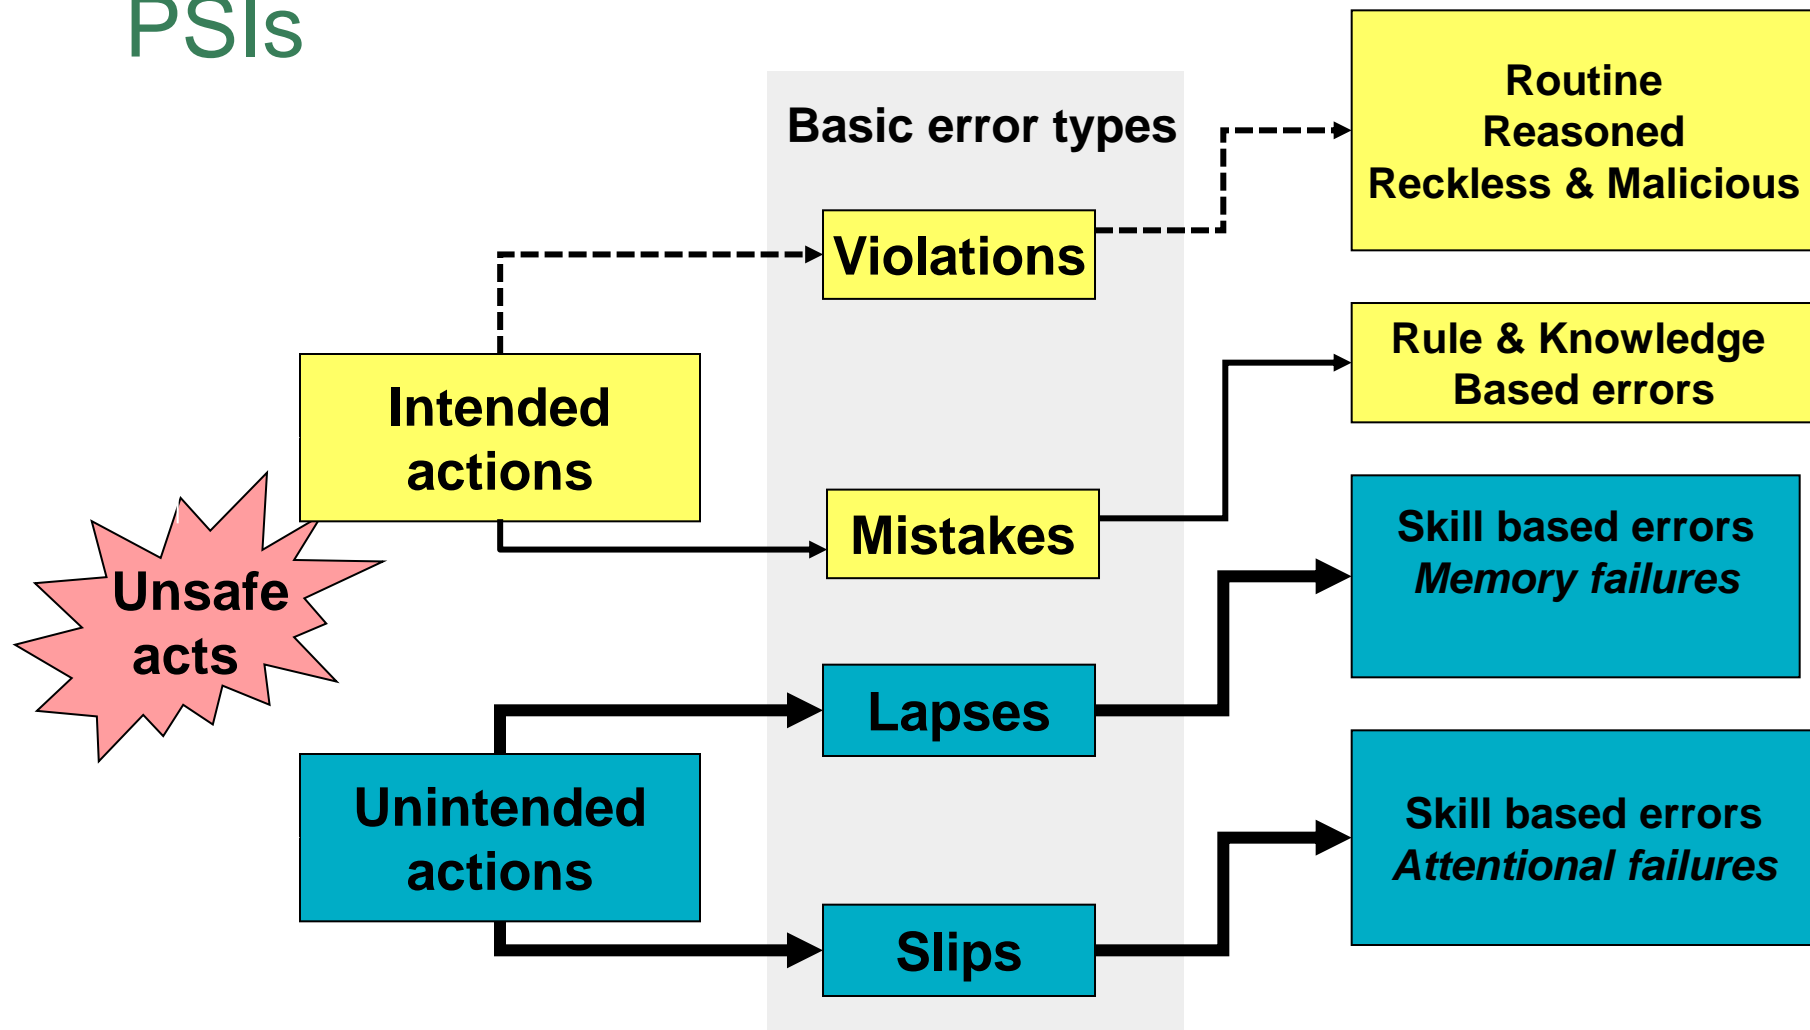 PSIs
Basic error types
Routine
Reasoned
Reckless & Malicious
Violations
Rule & Knowledge
Based errors
Intended
actions
Mistakes
Skill based errors
Memory failures
Unsafe
acts
Lapses
Unintended
actions
Skill based errors
Attentional failures
Slips